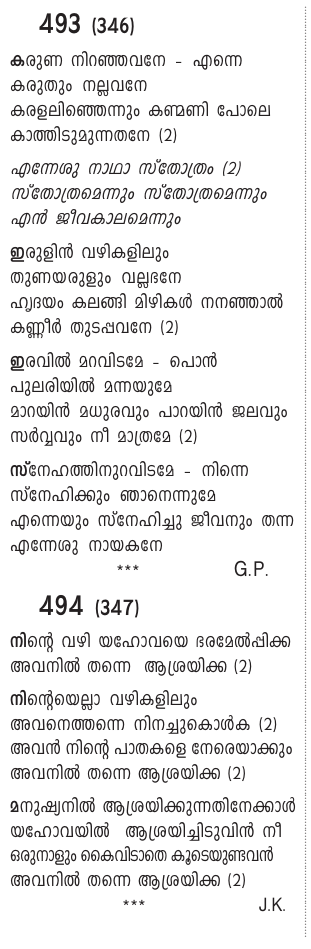 493 (346)
കരുണ നിറഞ്ഞവനേ - എന്നെ
കരുതും നല്ലവനേ
കരളലിഞ്ഞെന്നും കണ്മണി പോലെ
കാത്തിടുമുന്നതനേ (2)
എന്നേശു നാഥാ സ്തോത്രം (2)
സ്തോത്രമെന്നും സ്തോത്രമെന്നും
എൻ ജീവകാലമെന്നും
ഇരുളിൻ വഴികളിലും
തുണയരുളും വല്ലഭനേ
ഹൃദയം കലങ്ങി മിഴികൾ നനഞ്ഞാൽ
കണ്ണീർ തുടപ്പവനേ (2)
ഇരവിൽ മറവിടമേ - പൊൻ
പുലരിയിൽ മന്നയുമേ
മാറയിൻ മധുരവും പാറയിൻ ജലവും
സർവ്വവും നീ മാത്രമേ (2)
സ്നേഹത്തിനുറവിടമേ - നിന്നെ
സ്നേഹിക്കും ഞാനെന്നുമേ
എന്നെയും സ്നേഹിച്ചു ജീവനും തന്ന
എന്നേശു നായകനേ
*** G.P.
494 (347)
നിന്റെ വഴി യഹോവയെ ഭരമേൽപ്പിക്ക
അവനിൽ തന്നെ ആശ്രയിക്ക (2)
നിന്റെയെല്ലാ വഴികളിലും
അവനെത്തന്നെ നിനച്ചുകൊൾക (2)
അവൻ നിന്റെ പാതകളെ നേരെയാക്കും
അവനിൽ തന്നെ ആശ്രയിക്ക (2)
മനുഷ്യനിൽ ആശ്രയിക്കുന്നതിനേക്കാൾ
യഹോവയിൽ ആശ്രയിച്ചിടുവിൻ നീ
ഒരുനാളും കൈവിടാതെ കൂടെയുണ്ടവൻ
അവനിൽ തന്നെ ആശ്രയിക്ക (2)
*** J.K.